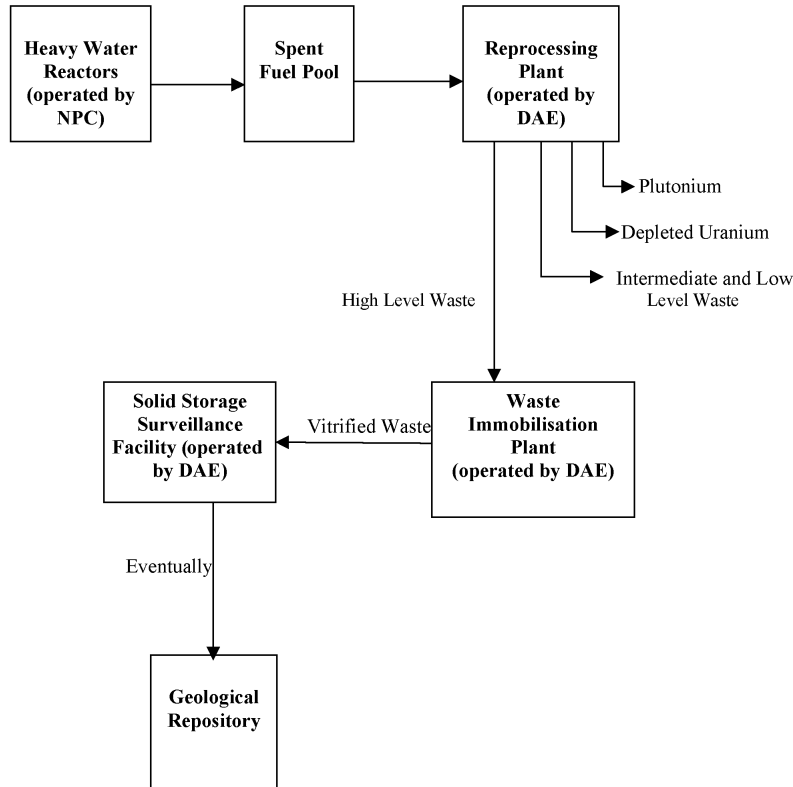 Heavy Water
Reactors
(operated by
NPC)
Spent
Fuel Pool
Reprocessing
Plant
(operated by
DAE)
Plutonium
Depleted Uranium
Intermediate and Low
Level Waste
High Level Waste
Waste
Immobilisation
Plant
(operated by DAE)
Vitrified Waste
Solid Storage
Surveillance
Facility (operated
by DAE)
Eventually
Geological
Repository